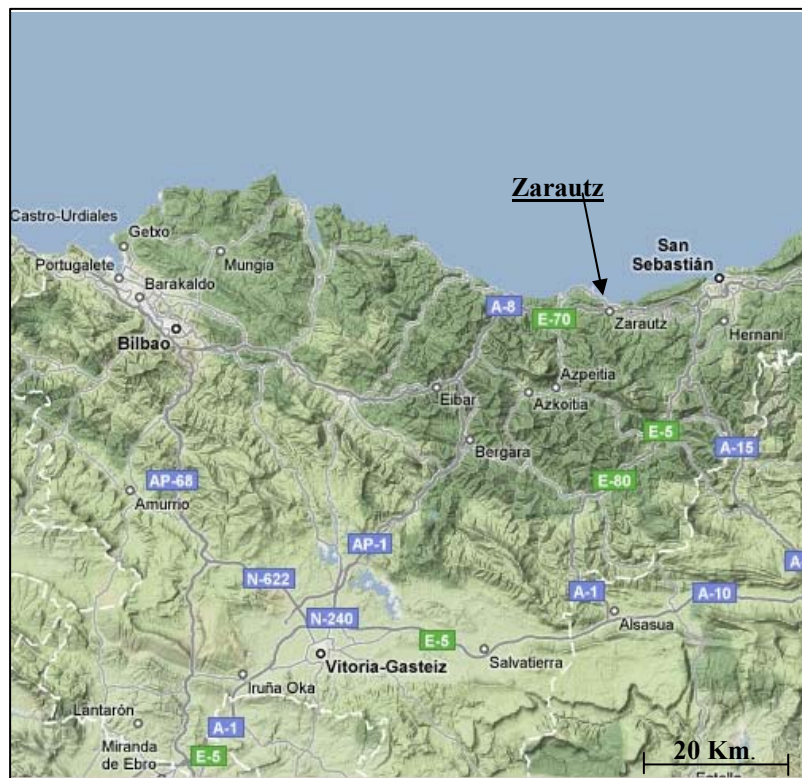 Zarautz
Castro-Urdiales
Getxo
Mungia
San
Sebastián
Portugalete
Barakaldo
A-8
E-70
Zarautz
Bilbao
Hernani
Azpeitia
Eibar
Azkoitia
E-5
Bergara
A-15
AP-68
E-80
Amurrio
AP-1
A
N-622
A-1
A-10
N-240
Alsasua
E-5
Vitoria-Gasteiz
Salvatierra
Iruña Oka
Lantarón
A-1
Miranda
de Ebro
E-5
20 Km.